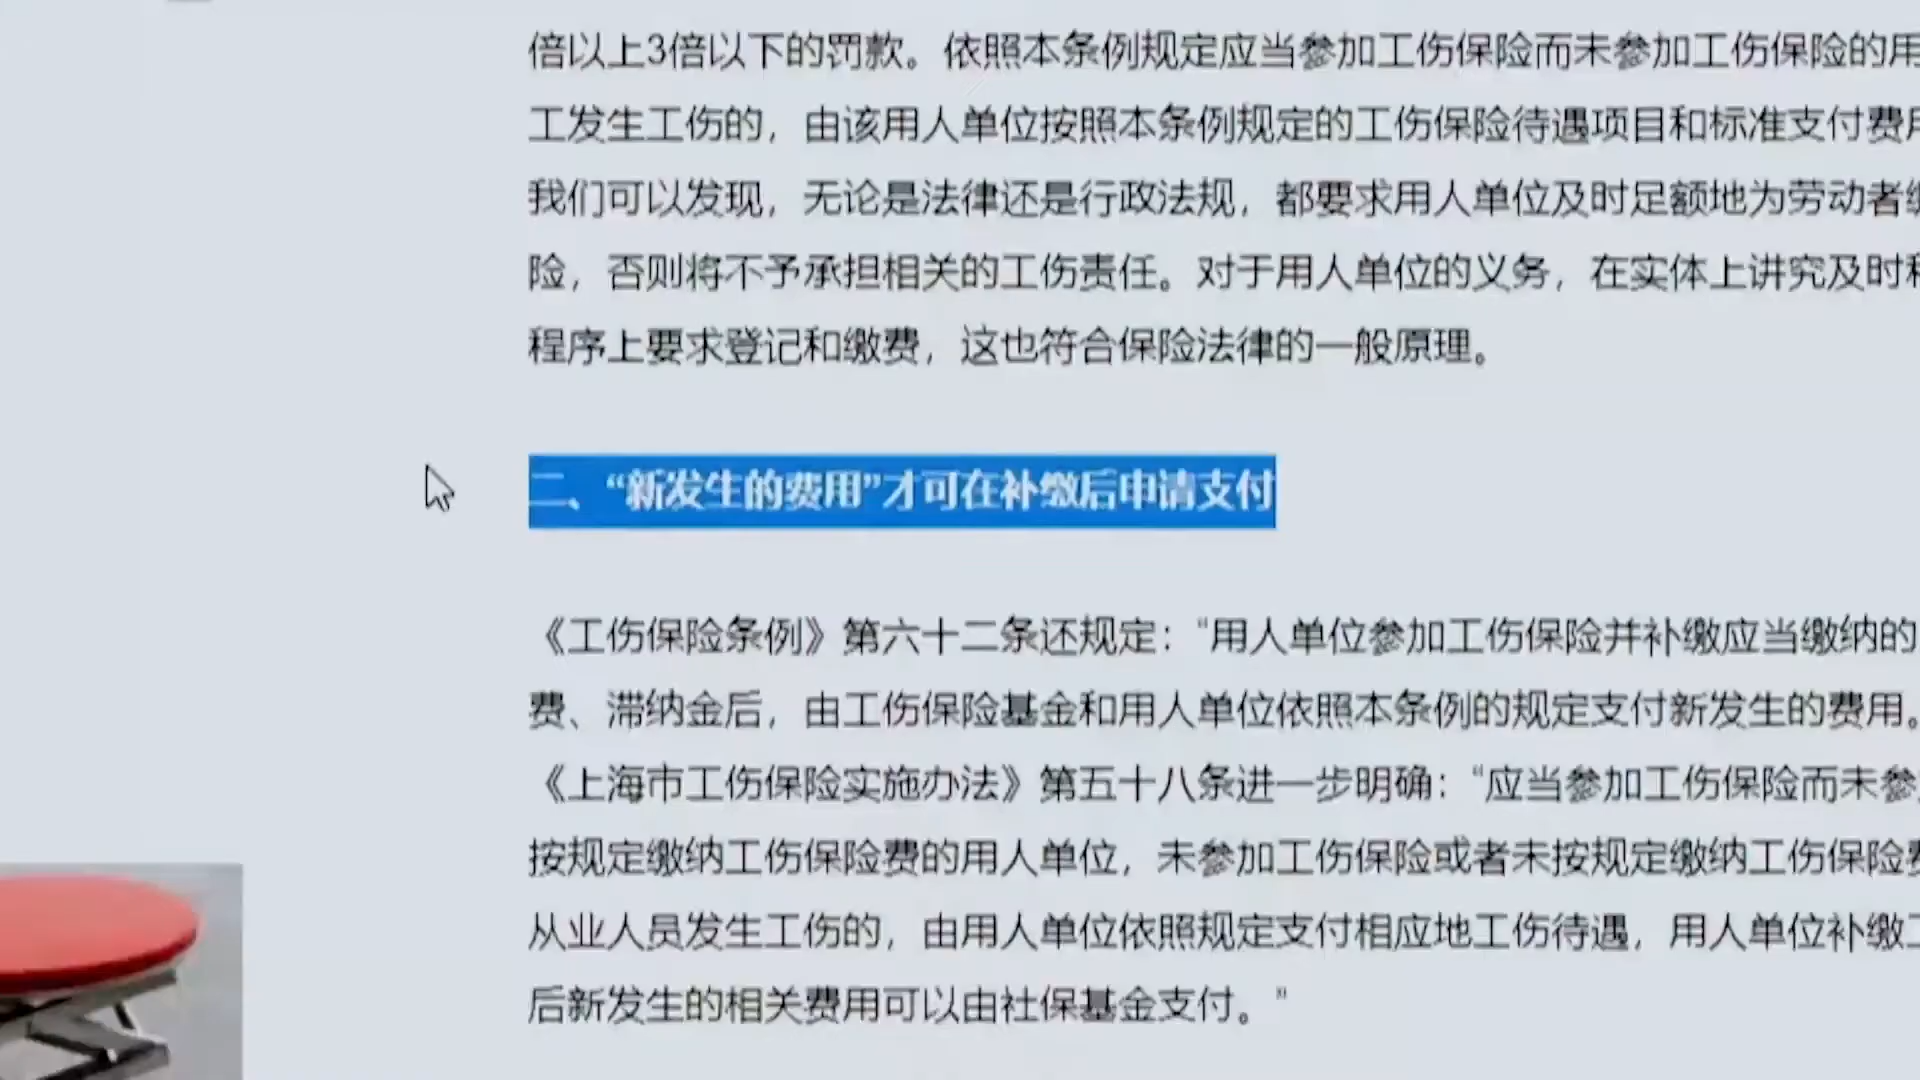 倍以上3倍以下的罚款。依照本条例规定应当参加工伤保险而未参加工伤保险的用
工发生工伤的，由该用人单位按照本条例规定的工伤保险待遇项目和标准支付费用
我们可以发现，无论是法律还是行政法规，都要求用人单位及时足额地为劳动者
险，否则将不予承担相关的工伤责任。对于用人单位的义务，在实体上讲究及时和
程序上要求登记和缴费，这也符合保险法律的一般原理。
二、“新发生的费用”才可在补缴后申请支付
《工伤保险条例》第六十二条还规定：“用人单位参加工伤保险并补缴应当缴纳的
费、滞纳金后，由工伤保险基金和用人单位依照本条例的规定支付新发生的费用。
《上海市工伤保险实施办法》第五十八条进一步明确：“应当参加工伤保险而未参
按规定缴纳工伤保险费的用人单位，未参加工伤保险或者未按规定缴纳工伤保险费
从业人员发生工伤的，由用人单位依照规定支付相应地工伤待遇，用人单位补缴工
后新发生的相关费用可以由社保基金支付。”